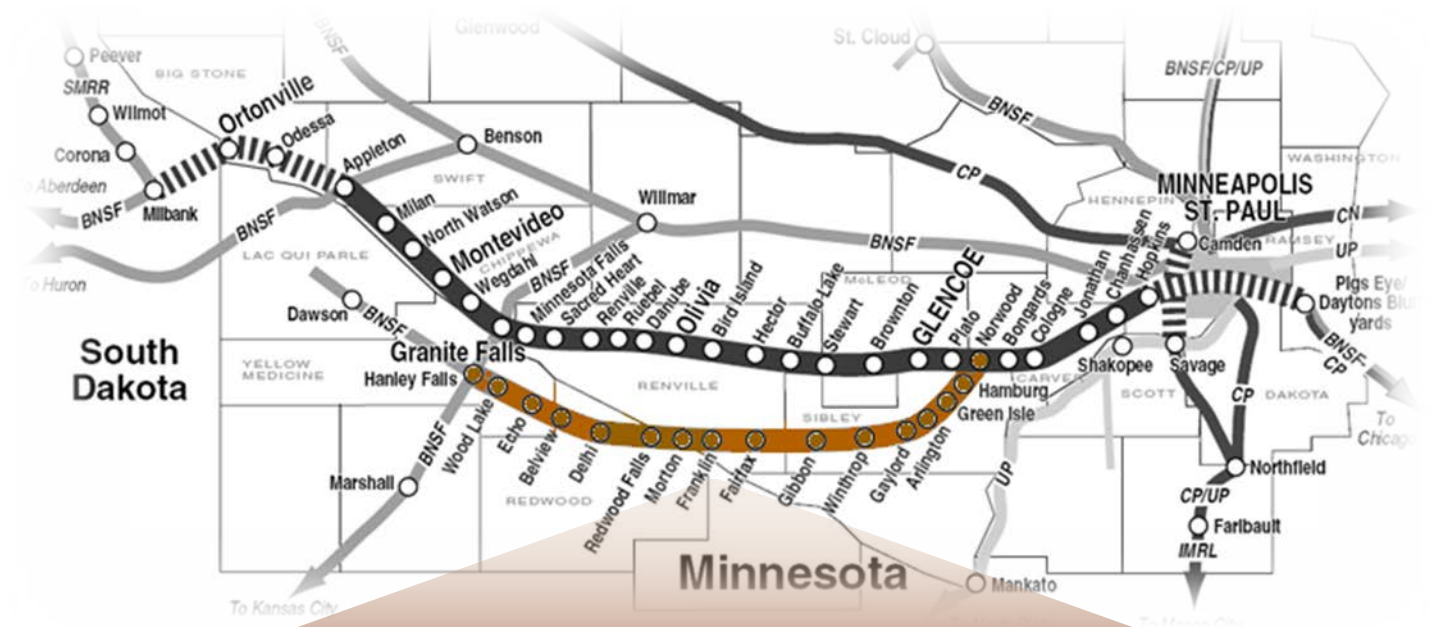 Glenwood
St. Cloud
Peever
BIG STONE
BNSF
BNSF/CP/UP
SMRR
Wilmot
Ortonville
Odessa
Benson
BNSF
Corona
Appleton
CP
WASHINGTON
To Aberdeen
SWIFT
MINNEAPOLIS
ST. PAUL
Millbank
BNSF
Milan
North Watson
Willmar
HENNEPIN
CN
BNSF
Montevideo
CHIPPEWA
BNSF
Camden
RAMSEY
UP
LAC QUI PARLE
Wegdahl
BNSF
McLEOD
To Huron
Minnesota Falls
Sacred Heart
Renville
Ruebel
Danube
Olivia
Bird Island
Hector
Buffalo Lake
Stewart
Brownton
GLENCOE
Plato
Norwood
Bongards
Cologne
Jonathan
Chanhassen
Hopkins
Pigs Eye/
Daytons Bluff
yards
Dawson
BNSF
South
Dakota
Granite Falls
Hanley Falls
YELLOW
MEDICINE
RENVILLE
SIBLEY
Hamburg
Green Isle
CARVER
Shakopee
Savage
SCOTT
CP
DAKOTA
BNSF
CP
To
Chicago
Wood Lake
Echo
Belview
Delhi
Redwood Falls
Morton
Franklin
Fairfax
Gibbon
Winthrop
Gaylord
Arlington
BNSF
Marshall
REDWOOD
UP
Northfield
CP/UP
Faribault
IMRL
Minnesota
Mankato
To Kansas City